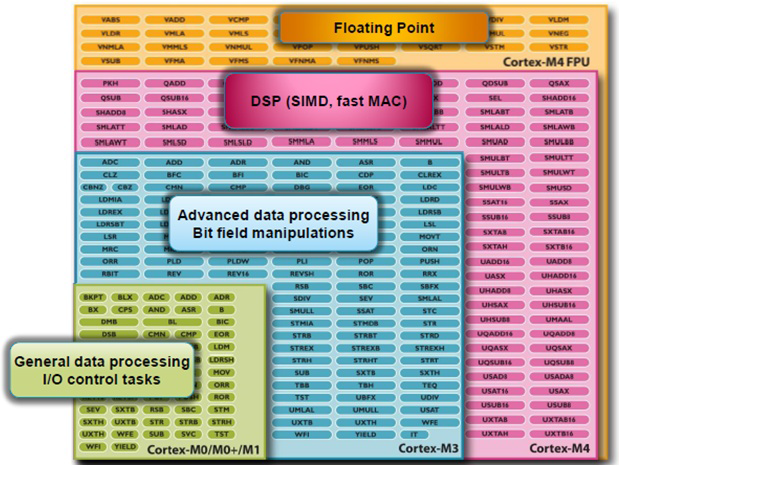 VABS VADD VCMP VDIV VLDM
Floating Point
VLDR VMLA VMLS VMUL VNEG
VNMLA VMMLS VNMUL VPOP VPUSH VSQRT VSTM VSTR
VSUB VFMA VFMS VFNMA VFNMS
Cortex-M4 FPU
PKH QADD QDSUB QSAX
DSP (SIMD, fast MAC)
QSUB QSUB16 SEL SHADD16
SHADD8 SHASX SMLABT SMLATB
SMLATT SMLAD SMLALD SMLAWB
SMLAWT SMLSD SMLSLD SMMLA SMMLS SMMUL SMUAD SMULBB
ADC ADD ADR AND ASR B SMULBT SMULTT
CLZ BFC BFI BIC CDP CLREX SMULTB SMULWT
CBNZ CBZ CMN CMP DBG EOR LDC SMULWB SMUSD
LDMIA LDRD SSAT16 SSAX
Advanced data processing
LDREX LDRSB SSUB16 SSUB8
LDRSBT LSL SXTAB SXTAB16
Bit field manipulations
LSR MOVT SXTAH SXTB16
MRC ORN
ORR PLD PLDW PLI POP PUSH UADD16 UADD8
RBIT REV REV16 REVSH ROR RRX UASX UHADD16
RSB SBC SBFX UHADD8 UHASX
BKPT BLX ADC ADD ADR SDIV SEV SMLAL UHSAX UHSUB16
BX CPS AND ASR B SMULL SSAT STC UHSUB8 UMAAL
DMB BL BIC STMIA STMDB STR
DSB CMN CMP EOR STRB STRBT STRD UQADD16 UQADD8
LDM STREX STREXB STREXH UQASX UQSAX
General data processing
LDRSH STRH STRHT STRT UQSUB16 UQSUB8
I/O control tasks
MOV SUB SXTB SXTH USAD8 USADA8
ORR TBB TBH TEQ USAT16 USAX
ROR TST UBFX UDIV
SEV SXTB RSB SBC STM UMLAL UMULL USAT USUB16 USUB8
SXTH UXTB STR STRB STRH UXTB UXTH WFE UXTAB UXTAB16
UXTH WFE SUB SVC TST WFI YIELD IT UXTAH UXTB16
WFI YIELD Cortex-M0/M0+/M1 Cortex-M3 Cortex-M4